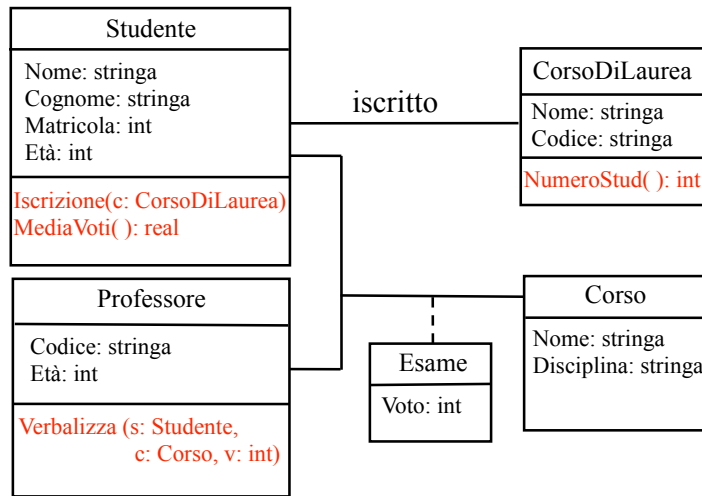 Studente
Nome: stringa
Cognome: stringa
Matricola: int
Età: int
Iscrizione(c: CorsoDiLaurea)
MediaVoti( ): real
iscritto
CorsoDiLaurea
Nome: stringa
Codice: stringa
NumeroStud( ): int
Professore
Codice: stringa
Età: int
Verbalizza (s: Studente,
c: Corso, v: int)
Esame
Voto: int
Corso
Nome: stringa
Disciplina: stringa